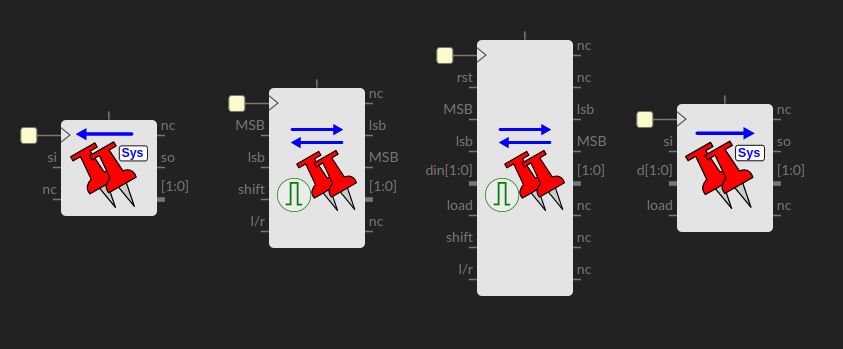 Sys
si
nc
nc
so
[1:0]
MSB
lsb
shift
l/r
nc
lsb
MSB
[1:0]
nc
rst
MSB
lsb
din[1:0]
load
shift
l/r
nc
nc
lsb
MSB
[1:0]
nc
nc
nc
Sys
si
d[1:0]
load
nc
so
[1:0]
nc